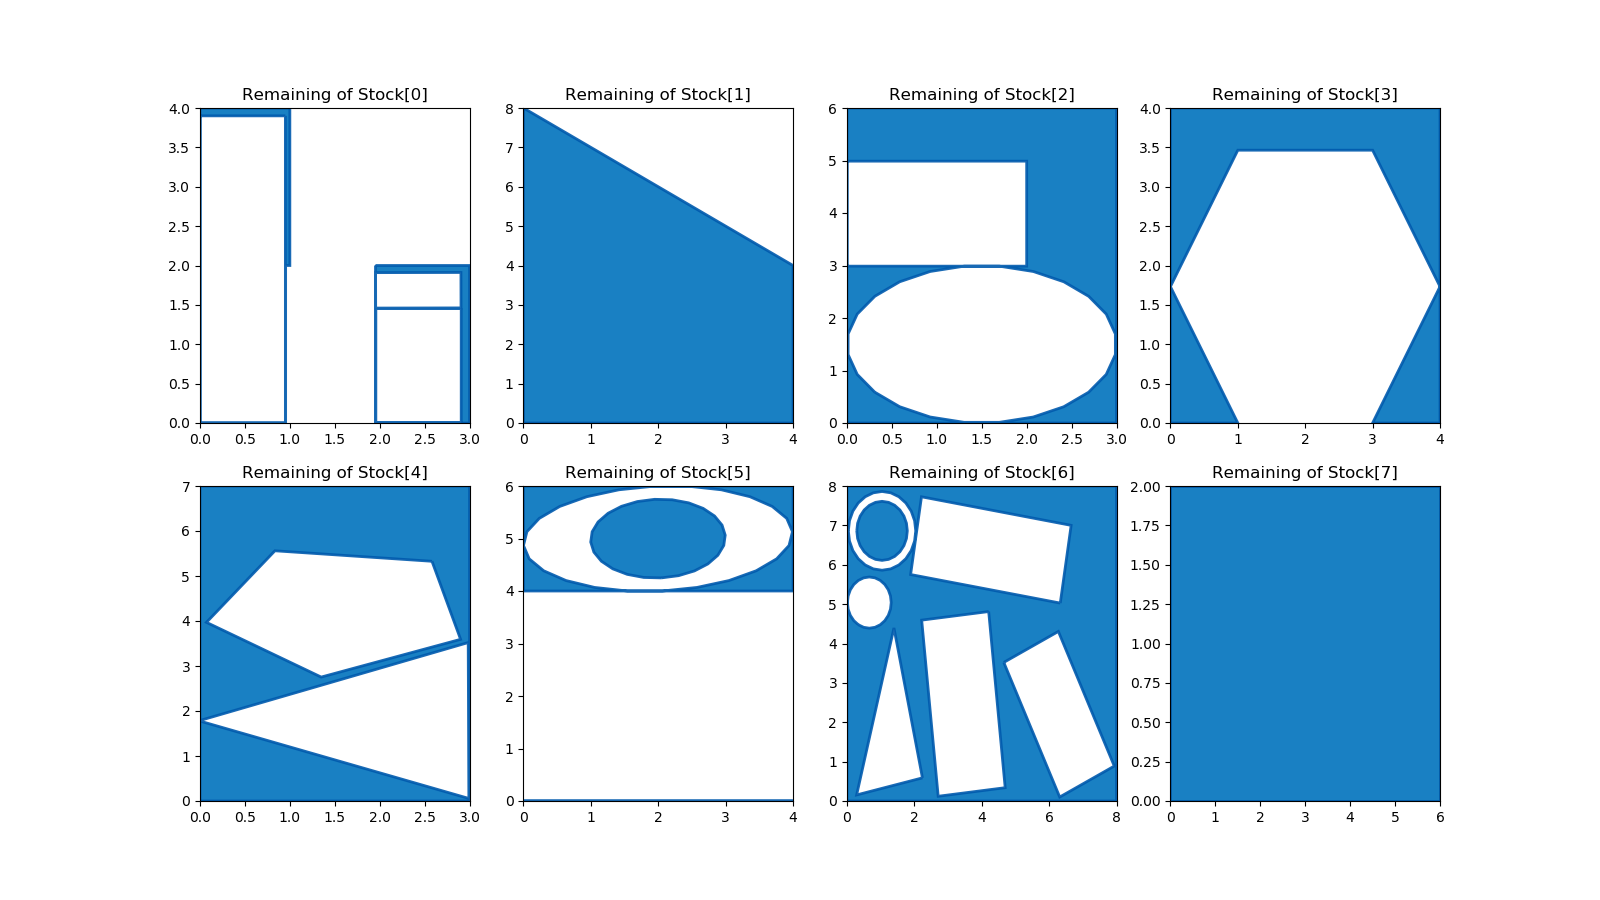 Remaining of Stock[0] Remaining of Stock[1] Remaining of Stock[2] Remaining of Stock[3]
4.0 8 6 4.0
3.5 7 5 3.5
3.0 6 4 3.0
2.5 5 3 2.5
2.0 4 2 2.0
1.5 3 1 1.5
1.0 2 0 1.0
0.5 1 0.5
0.0 0 0.0
0.0 0.5 1.0 1.5 2.0 2.5 3.0 0 1 2 3 4 0.0 0.5 1.0 1.5 2.0 2.5 3.0 0 1 2 3 4
Remaining of Stock[4] Remaining of Stock[5] Remaining of Stock[6] Remaining of Stock[7]
7 6 8 2.00
6 5 7 1.75
5 4 6 1.50
4 3 5 1.25
3 2 4 1.00
2 1 3 0.75
1 0 2 0.50
0 1 0.25
0 0.00
0.0 0.5 1.0 1.5 2.0 2.5 3.0 0 1 2 3 4 0 2 4 6 8 0 1 2 3 4 5 6